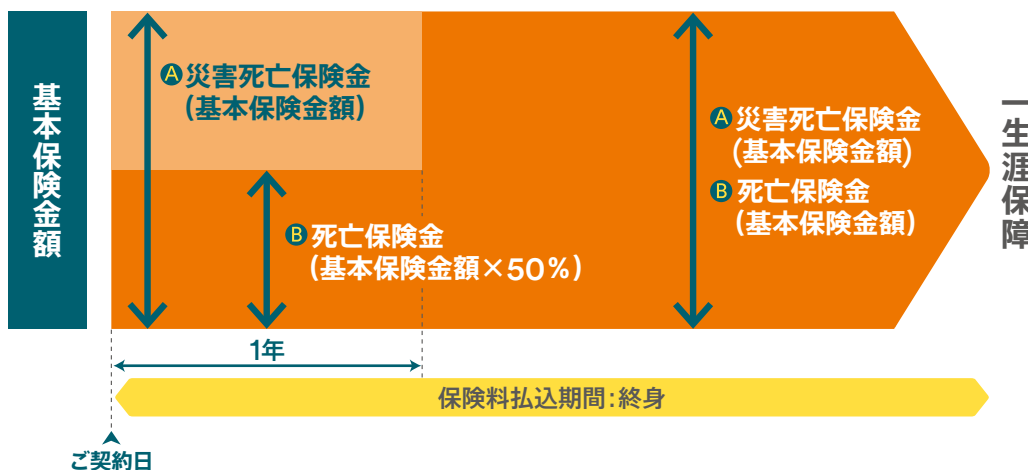 基本保険金額
Ⓐ災害死亡保険金
(基本保険金額)
Ⓑ死亡保険金
(基本保険金額×50%)
Ⓐ災害死亡保険金
(基本保険金額)
Ⓑ死亡保険金
(基本保険金額)
一生涯保障
1年
保険料払込期間:終身
ご契約日